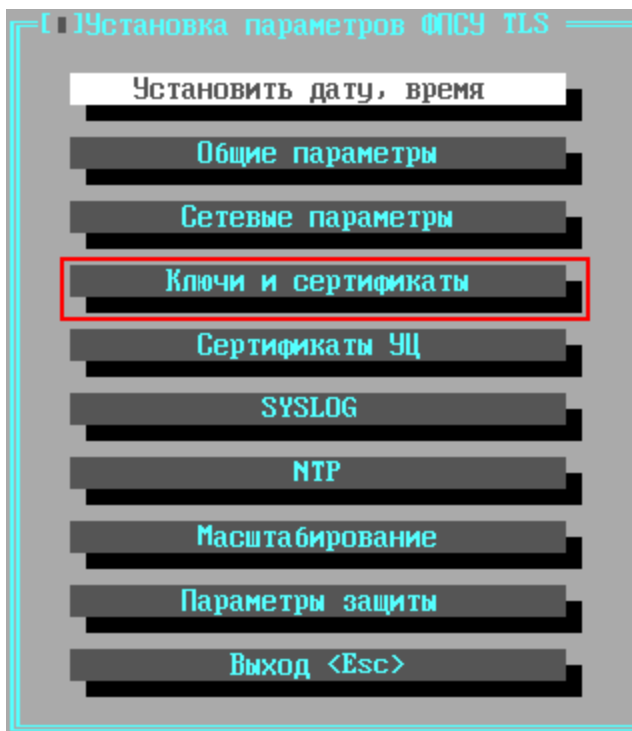 [▮]Установка параметров ФПСУ TLS
Установить дату, время
Общие параметры
Сетевые параметры
Ключи и сертификаты
Сертификаты УЦ
SYSLOG
NTP
Масштабирование
Параметры защиты
Выход <Esc>